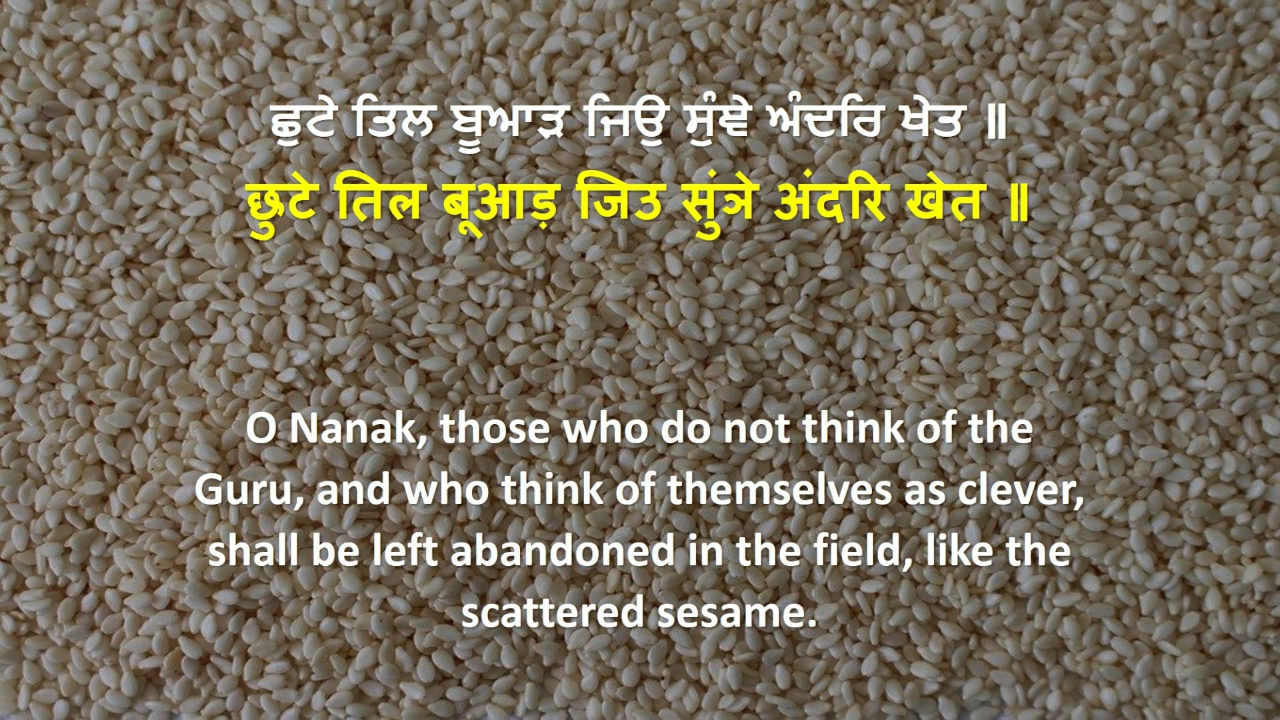 ਛੁਟੇ ਤਿਲ ਬੂਆੜ ਜਿਉ ਸੁੰਞੇ ਅੰਦਰਿ ਖੇਤ ॥
छुटे तिल बूआड़ जिउ सुंञे अंदरि खेत ॥
O Nanak, those who do not think of the
Guru, and who think of themselves as clever,
shall be left abandoned in the field, like the
scattered sesame.